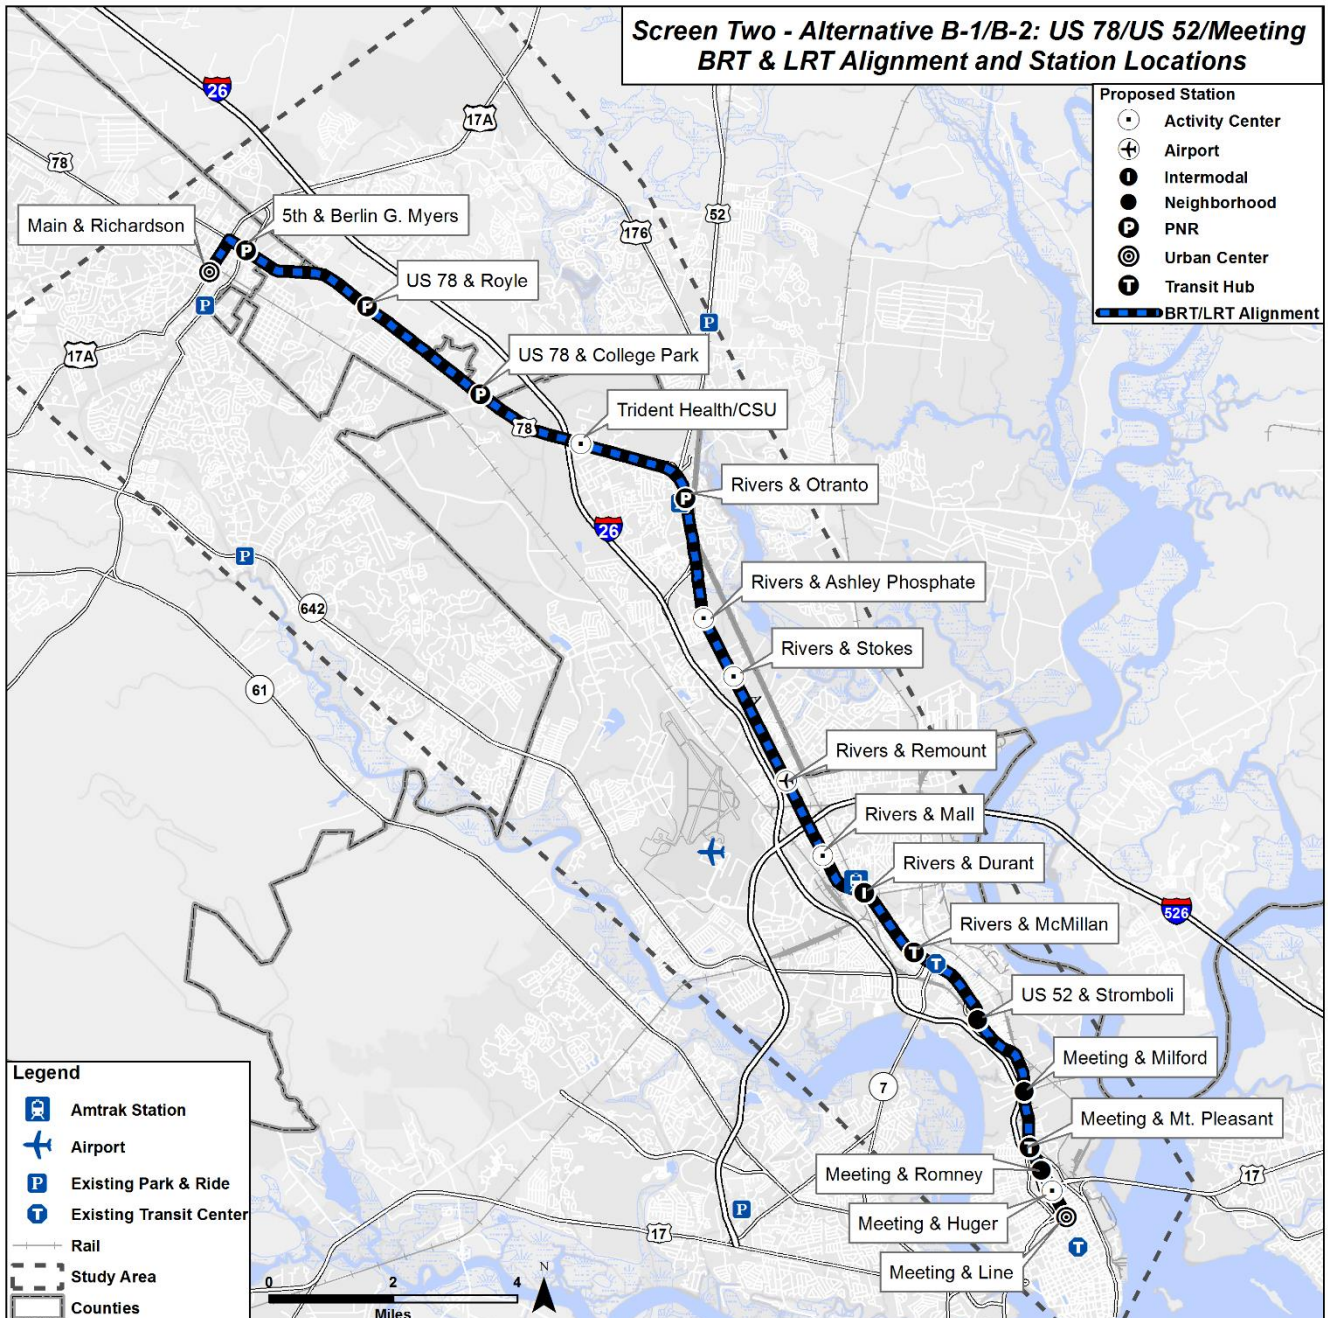 Screen Two - Alternative B-1/B-2: US 78/US 52/Meeting
BRT & LRT Alignment and Station Locations
Proposed Station
Activity Center
Airport
I Intermodal
Neighborhood
P PNR
Urban Center
T Transit Hub
BRT/LRT Alignment
26
17A
78
52
176
Main & Richardson
5th & Berlin G. Myers
P
US 78 & Royle
P
P
P
17A
US 78 & College Park
P
Trident Health/CSU
78
Rivers & Otranto
P
26
P
Rivers & Ashley Phosphate
642
Rivers & Stokes
61
Rivers & Remount
Rivers & Mall
Rivers & Durant
I
526
Rivers & McMillan
T
T
US 52 & Stromboli
Meeting & Milford
7
Meeting & Mt. Pleasant
T
Meeting & Romney
17
Meeting & Huger
P
17
T
Meeting & Line
Legend
Amtrak Station
Airport
P Existing Park & Ride
T Existing Transit Center
Rail
Study Area
Counties
0 2 4
Miles
N